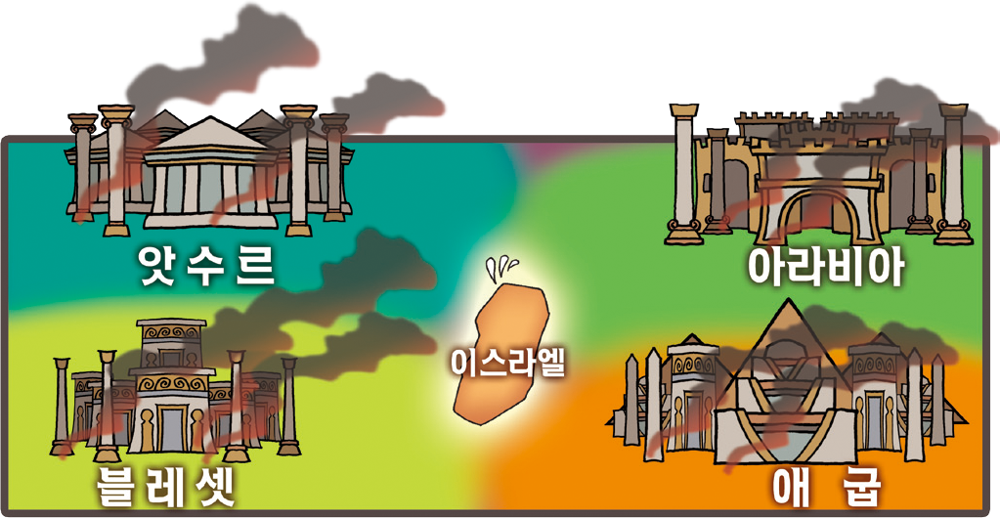 앗수르
아라비아
이스라엘
블레셋
애 굽